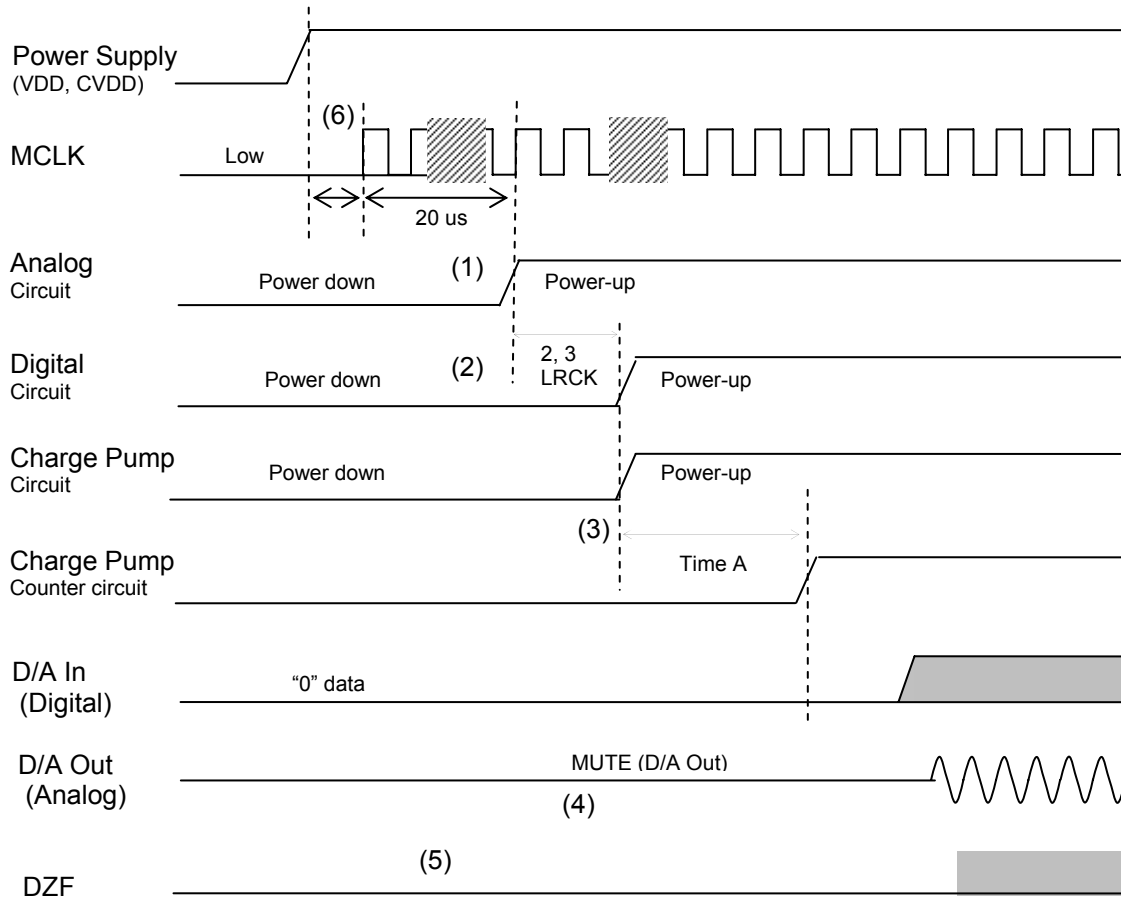 Power Supply
(VDD, CVDD)
(6)
MCLK
Low
20 us
Analog
Circuit
Power down
(1)
Power-up
Digital
Circuit
Power down
(2)
2, 3
LRCK
Power-up
Charge Pump
Circuit
Power down
Power-up
(3)
Charge Pump
Counter circuit
Time A
D/A In
(Digital)
“0” data
D/A Out
(Analog)
MUTE (D/A Out)
(4)
(5)
DZF